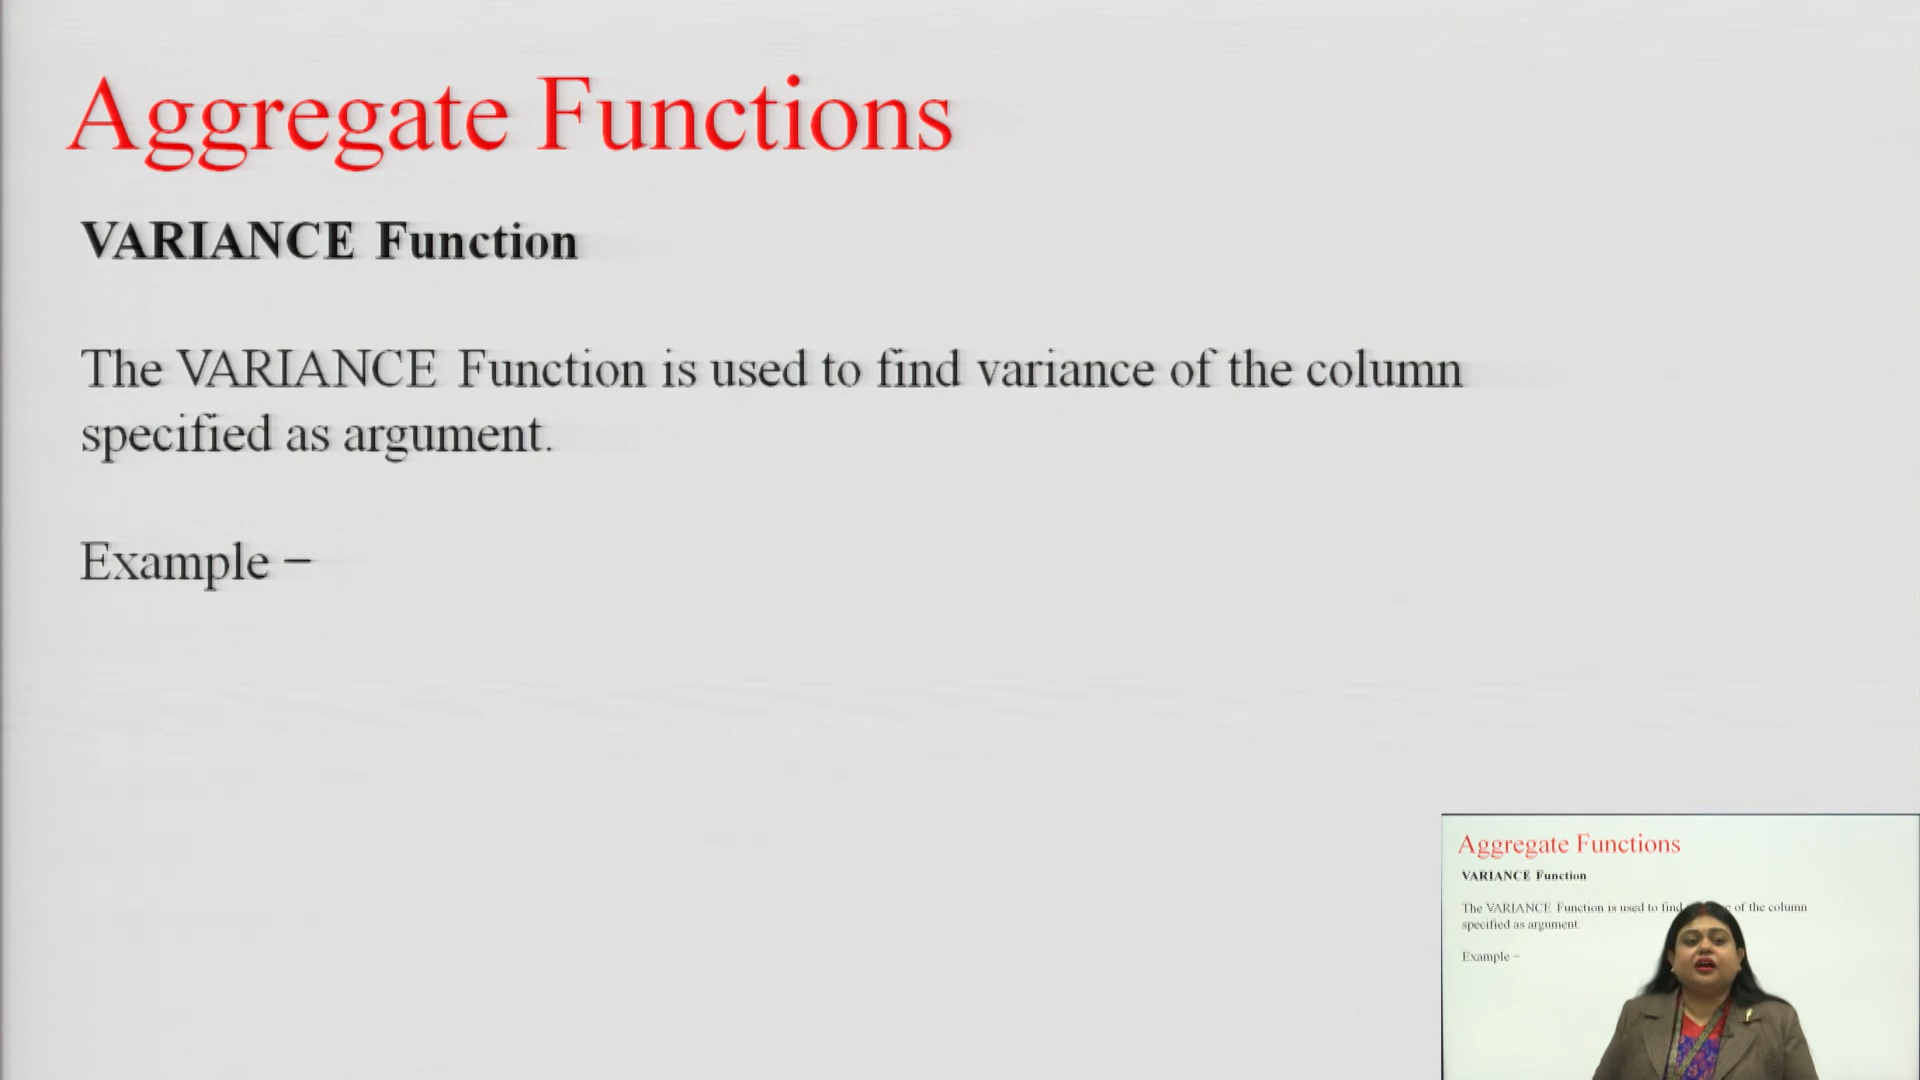 Aggregate Functions
VARIANCE Function
The VARIANCE Function is used to find variance of the column
specified as argument.
Example –
Aggregate Functions
VARIANCE Function
The VARIANCE Function is used to find of the column
specified as argument.
Example –